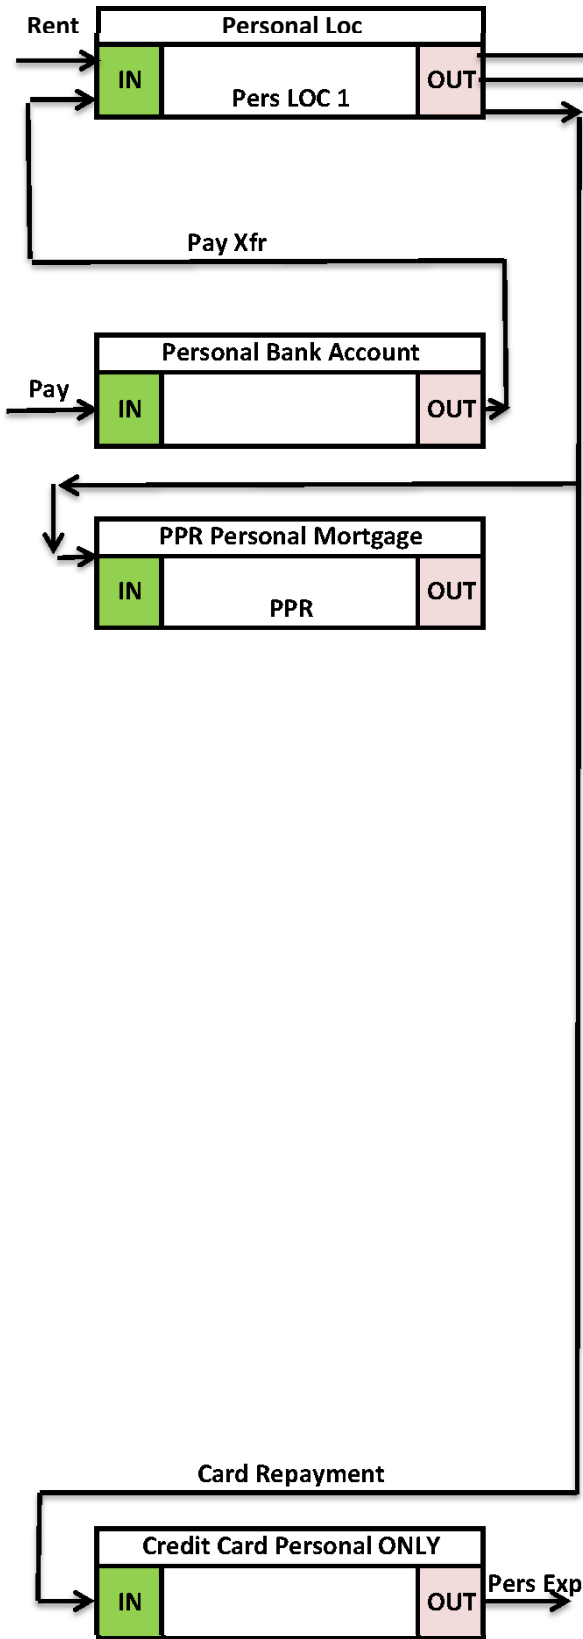 Rent
Personal Loc
IN
Pers LOC 1
OUT
Pay Xfr
Personal Bank Account
Pay
IN
OUT
PPR Personal Mortgage
IN
PPR
OUT
Card Repayment
Credit Card Personal ONLY
IN
OUT
Pers Exp